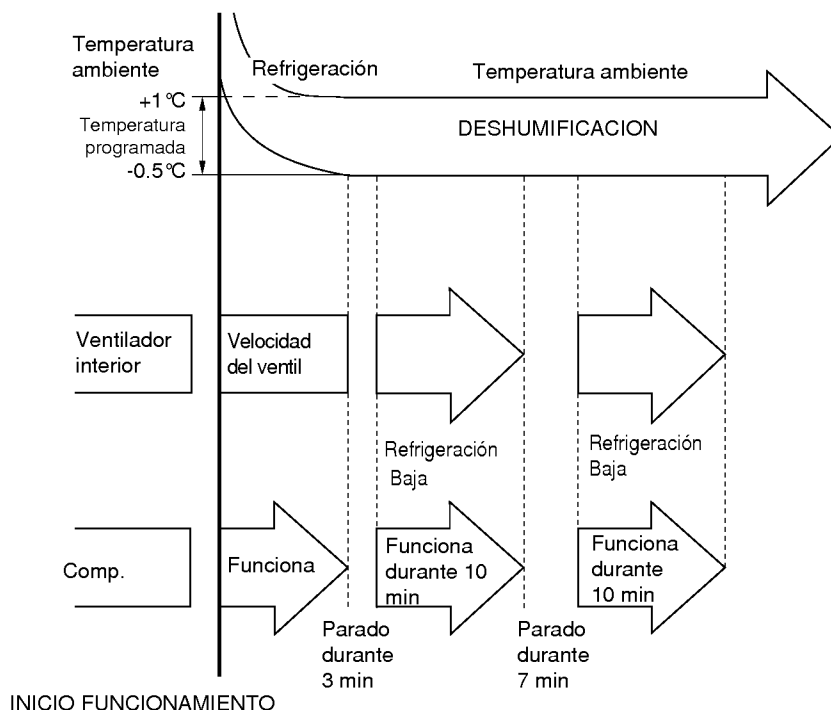 Temperatura
ambiente
Refrigeración
Temperatura ambiente
+1°C
Temperatura
programada
-0.5°C
DESHUMIFICACION
Ventilador
interior
Velocidad
del ventil
Refrigeración
Baja
Refrigeración
Baja
Comp.
Funciona
Funciona
durante 10
min
Funciona
durante
10 min
Parado
durante
3 min
Parado
durante
7 min
INICIO FUNCIONAMIENTO